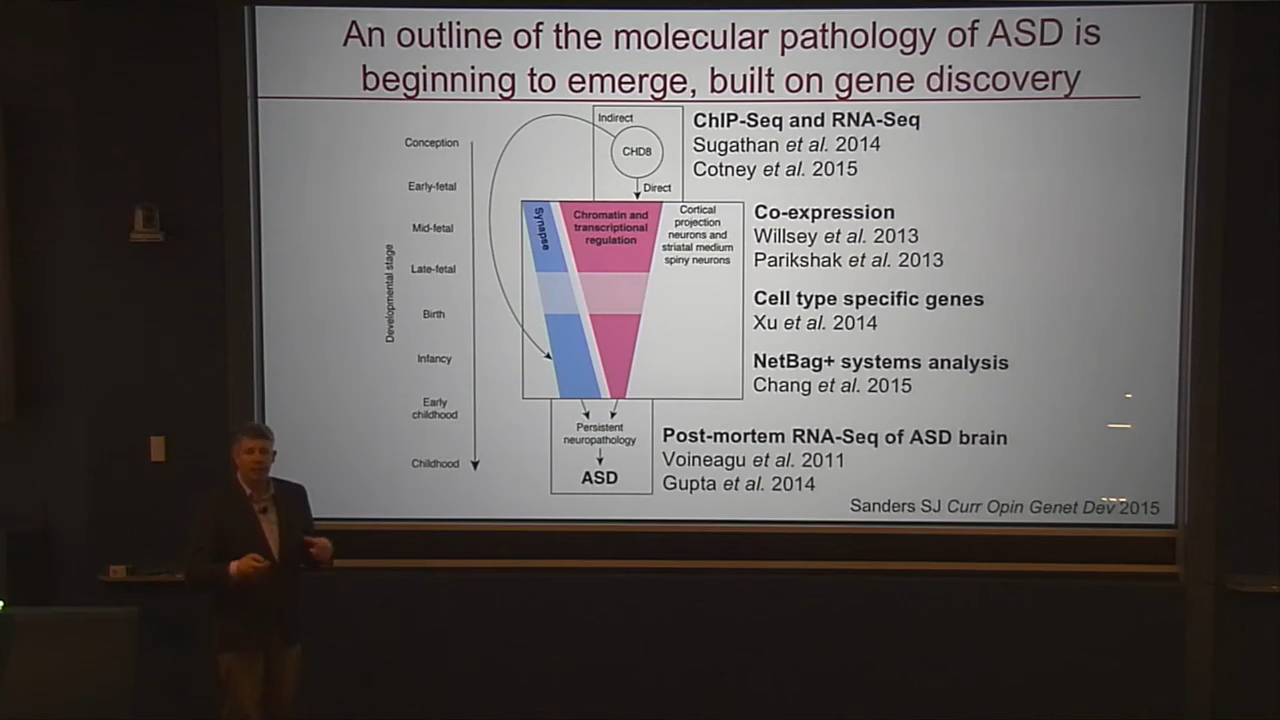 An outline of the molecular pathology of ASD is
beginning to emerge, built on gene discovery
Indirect
CHD8
Direct
ChIP-Seq and RNA-Seq
Sugathan et al. 2014
Cotney et al. 2015
Developmental stage
Conception
Early-fetal
Mid-fetal
Late-fetal
Birth
Infancy
Early
childhood
Childhood
Synapse
Chromatin and
transcriptional
regulation
Cortical
projection
neurons and
striatal medium
spiny neurons
Co-expression
Willsey et al. 2013
Parikshak et al. 2013
Cell type specific genes
Xu et al. 2014
NetBag+ systems analysis
Chang et al. 2015
Persistent
neuropathology
ASD
Post-mortem RNA-Seq of ASD brain
Voineagu et al. 2011
Gupta et al. 2014
Sanders SJ Curr Opin Genet Dev 2015